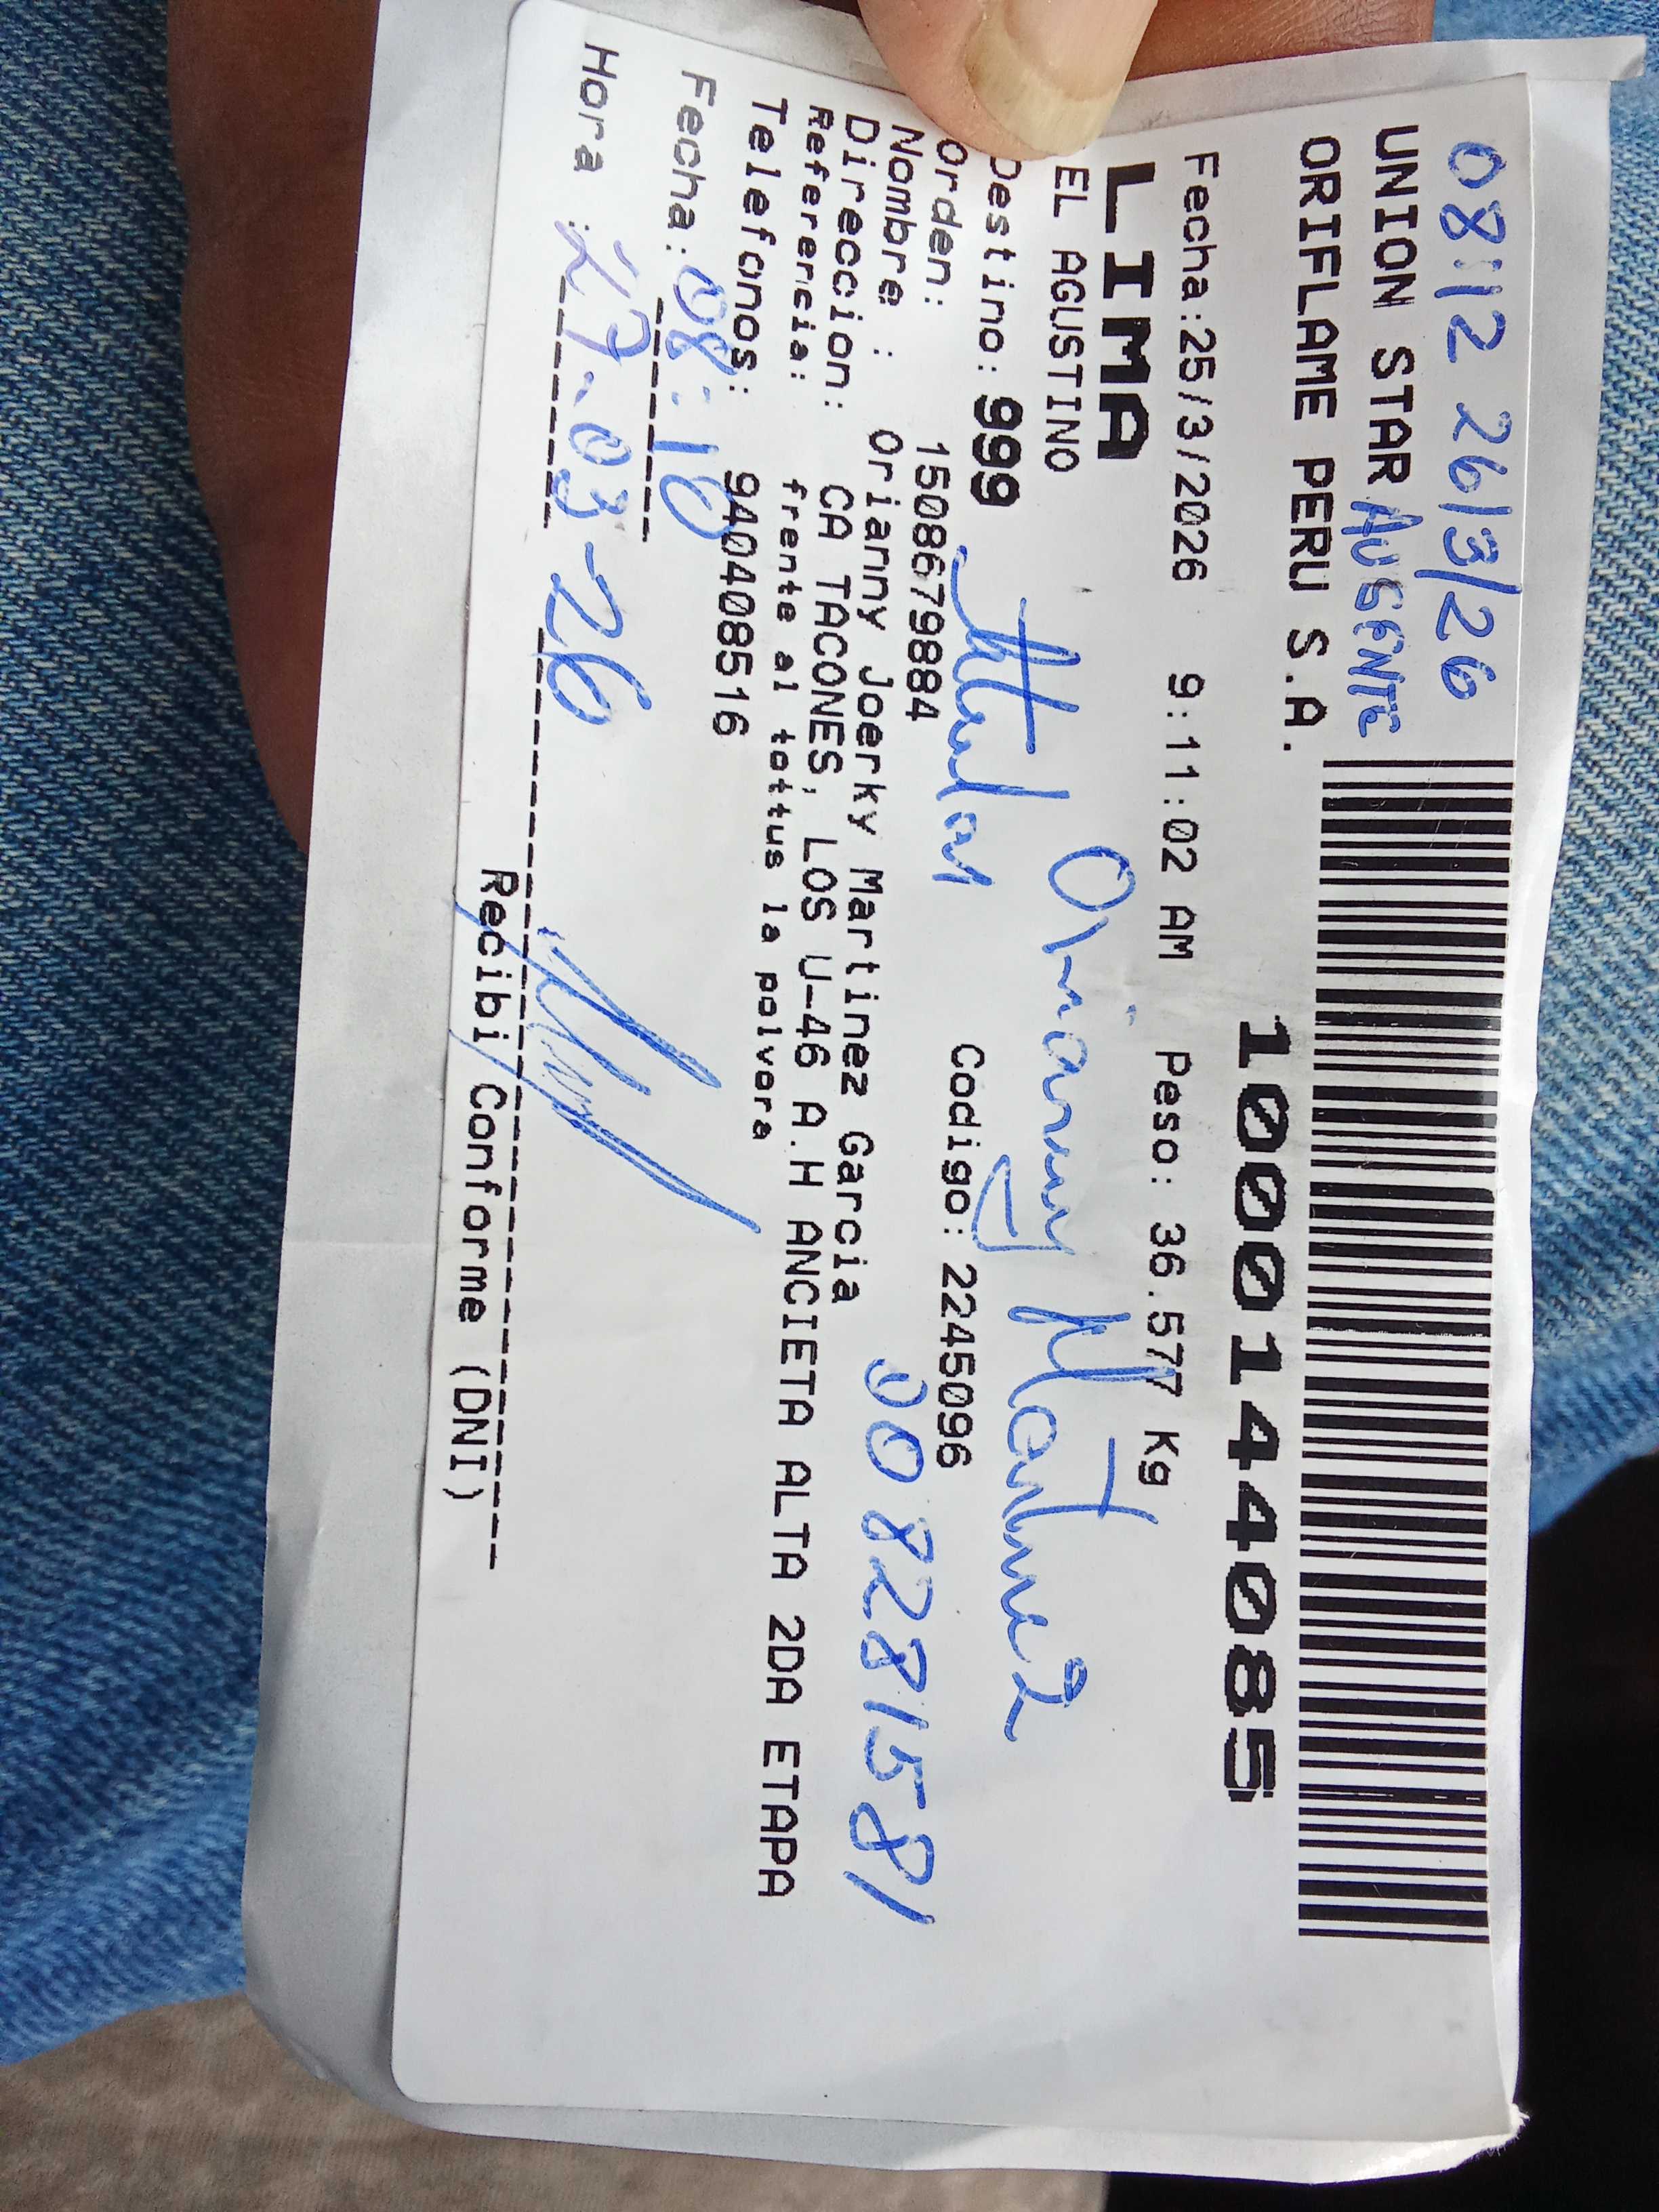 08:12 26/3/26
UNION STAR AUSENTE
ORIFLAME PERU S.A.
1000144085
Fecha:25/3/2026 9:11:02 AM Peso: 36.577 Kg
LIMA
EL AGUSTINO
Orianny Martinez
Destino: 999
titular
Orden: 1508679884 Codigo: 2245096
Nombre : Orianny Joerky Martinez Garcia
008281581
Direccion: CA TACONES, LOS U-46 A.H ANCIETA ALTA 2DA ETAPA
Referencia: frente al tottus la polvora
Telefonos: 940408516
Fecha: 08:10
Hora : 27.03-26
Recibi Conforme (DNI)